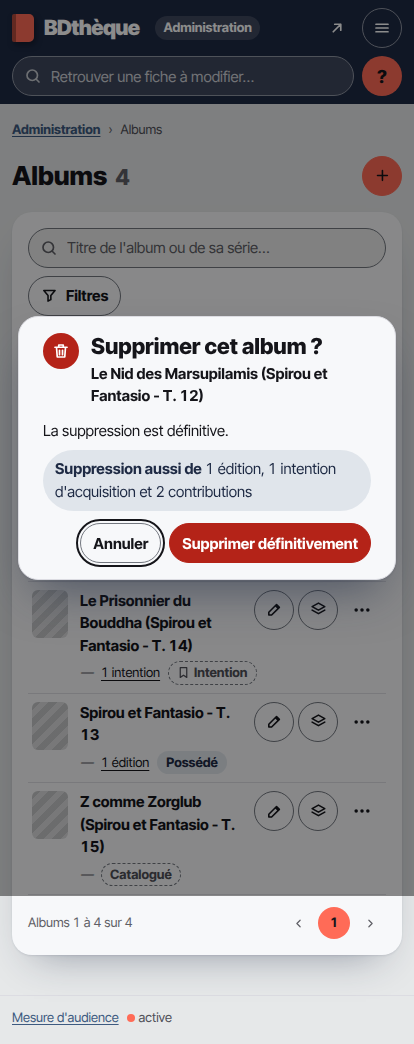 BDthèque Administration
Retrouver une fiche à modifier...
?
Administration › Albums
Albums 4
+
Titre de l'album ou de sa série...
Filtres
Supprimer cet album ?
Le Nid des Marsupilamis (Spirou et
Fantasio - T. 12)
La suppression est définitive.
Suppression aussi de 1 édition, 1 intention
d'acquisition et 2 contributions
Annuler Supprimer définitivement
Le Prisonnier du
Bouddha (Spirou et
Fantasio - T. 14)
— 1 intention Intention
Spirou et Fantasio - T.
13
— 1 édition Possédé
Z comme Zorglub
(Spirou et Fantasio - T.
15)
— Catalogué
Albums 1 à 4 sur 4 ‹ 1 ›
Mesure d'audience active